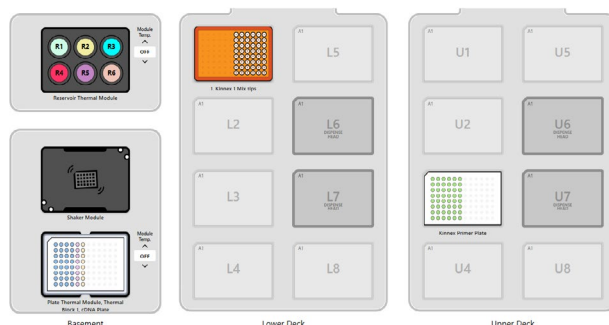 Module
Temp.
OFF
R1 R2 R3
R4 R5 R6
Reservoir Thermal Module
Shaker Module
Module
Temp.
OFF
Plate Thermal Module, Thermal
Block 1, cDNA Plate
Basement
A1
L5
1. Kinnex 1 Mix tips
A1
L2
A1
L6
DISPENSE
HEAD
A1
L3
A1
L7
DISPENSE
HEAD
A1
L4
A1
L8
Lower Deck
A1
U1
A1
U5
A1
U2
A1
U6
DISPENSE
HEAD
Kinnex Primer Plate
A1
U7
DISPENSE
HEAD
A1
U4
A1
U8
Upper Deck